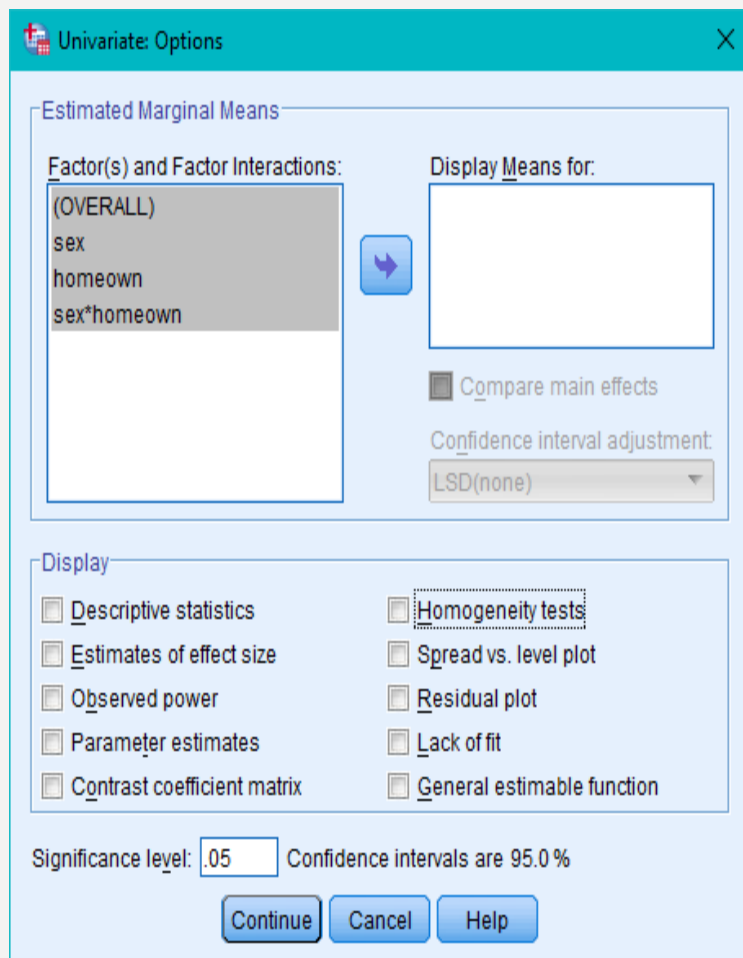 Univariate: Options
Estimated Marginal Means
Factor(s) and Factor Interactions:
(OVERALL)
sex
homeown
sex*homeown
Display Means for:
Compare main effects
Confidence interval adjustment:
LSD(none)
Display
Descriptive statistics
Estimates of effect size
Observed power
Parameter estimates
Contrast coefficient matrix
Homogeneity tests
Spread vs. level plot
Residual plot
Lack of fit
General estimable function
Significance level: .05 Confidence intervals are 95.0 %
Continue Cancel Help